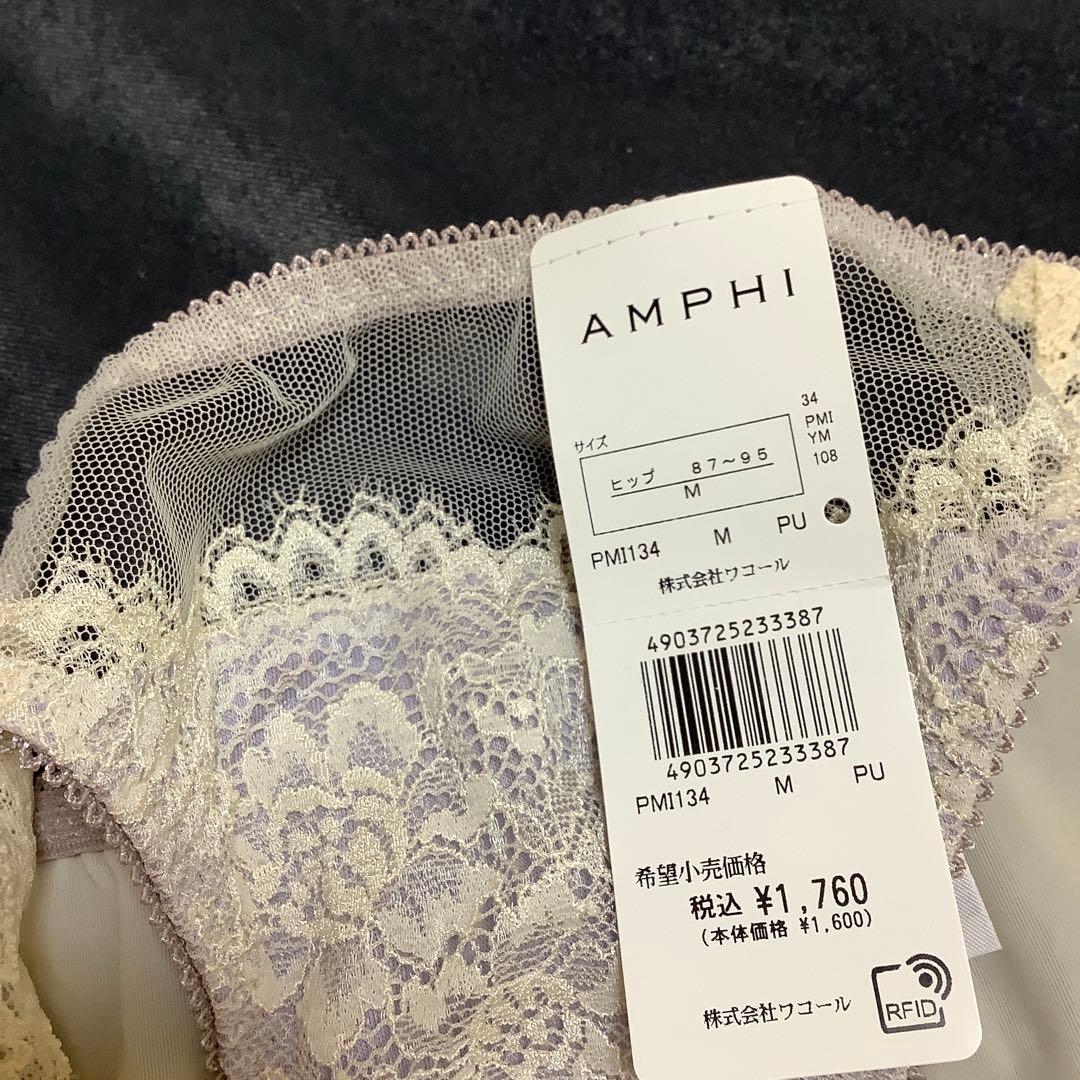 AMPHI
サイズ
ヒップ 87～95
M
34
PMI
YM
108
PMI134 M PU
株式会社ワコール
4903725233387
4903725233387
PMI134 M PU
希望小売価格
税込 ¥1,760
(本体価格 ¥1,600)
株式会社ワコール
RFID